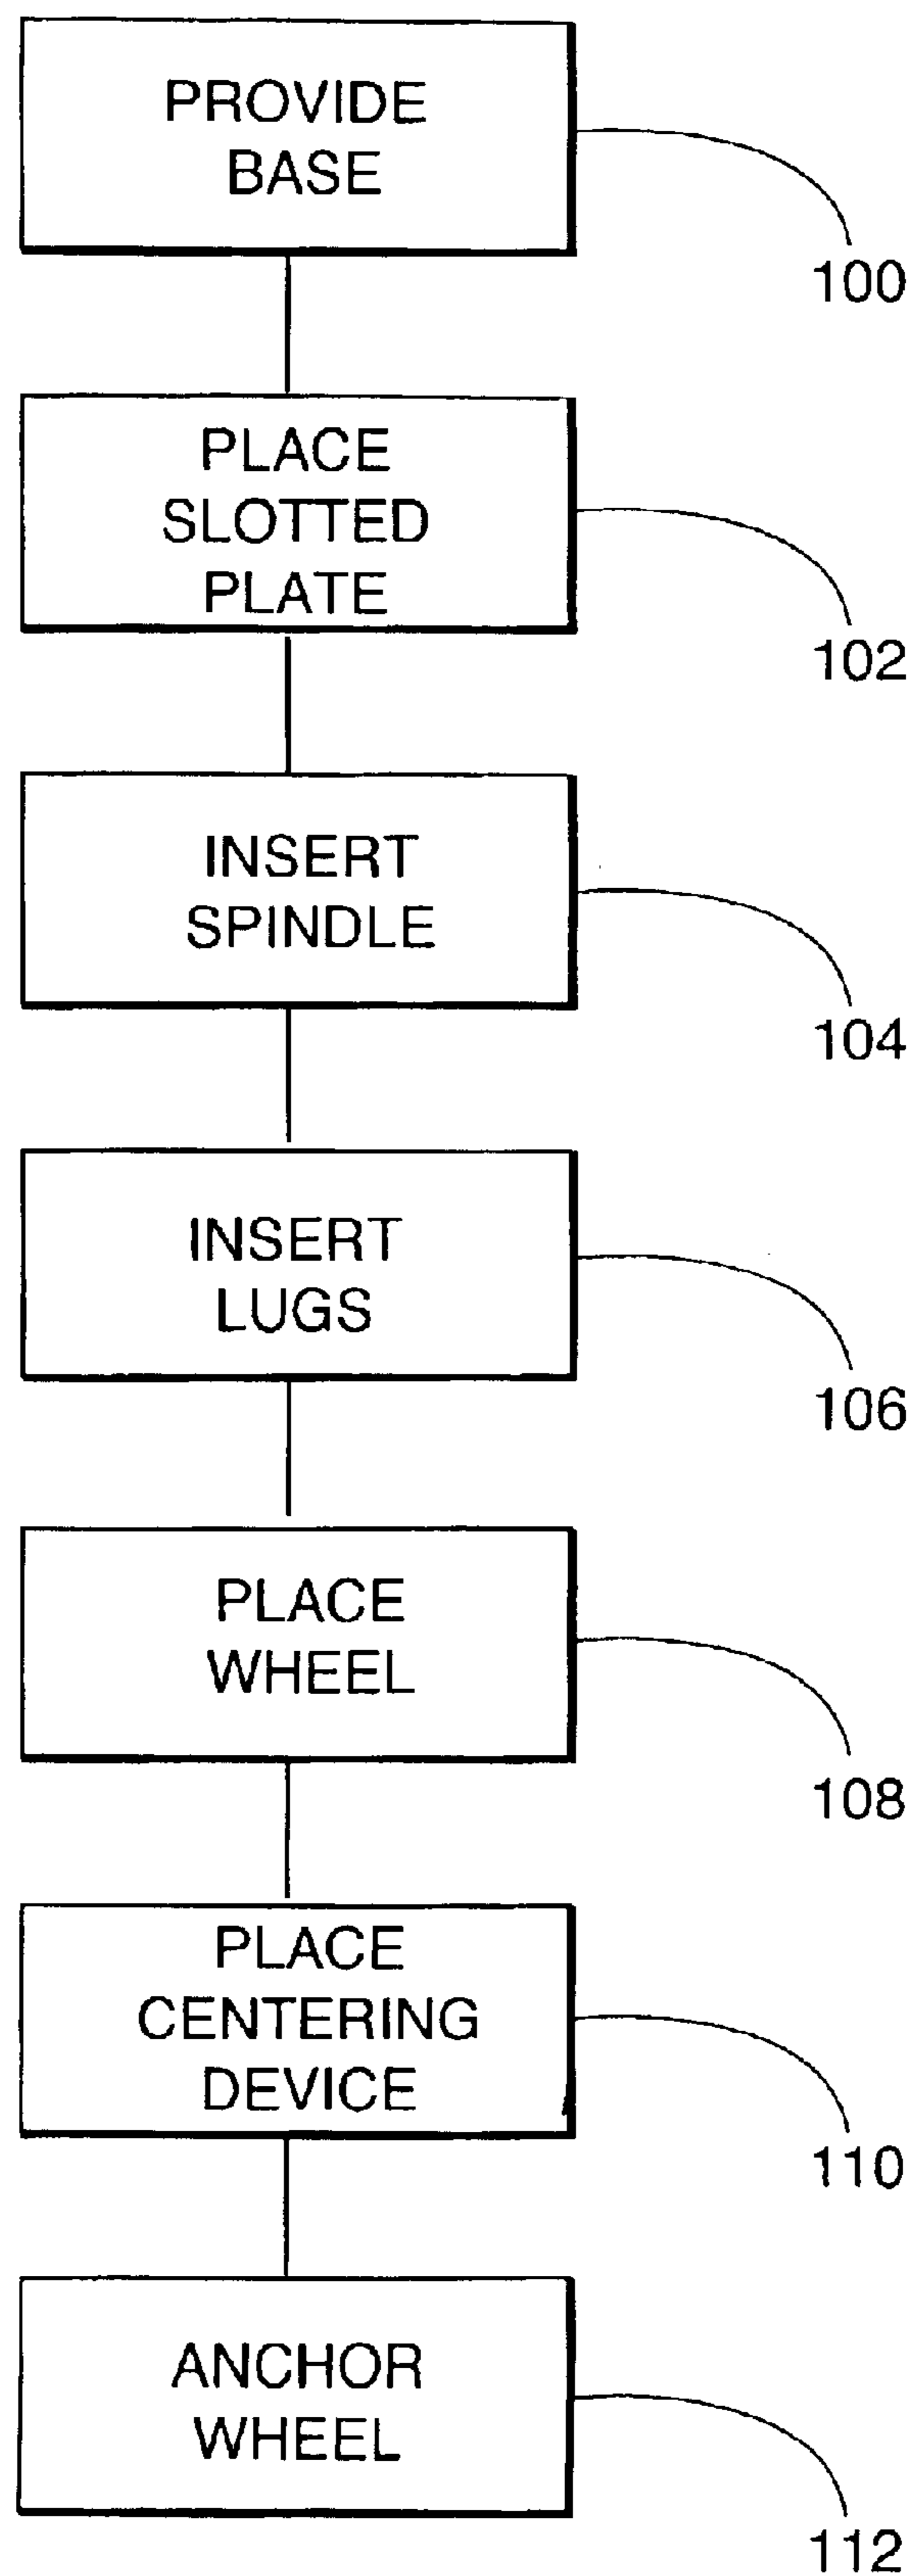 PROVIDE
BASE
100
PLACE
SLOTTED
PLATE
102
INSERT
SPINDLE
104
INSERT
LUGS
106
PLACE
WHEEL
108
PLACE
CENTERING
DEVICE
110
ANCHOR
WHEEL
112